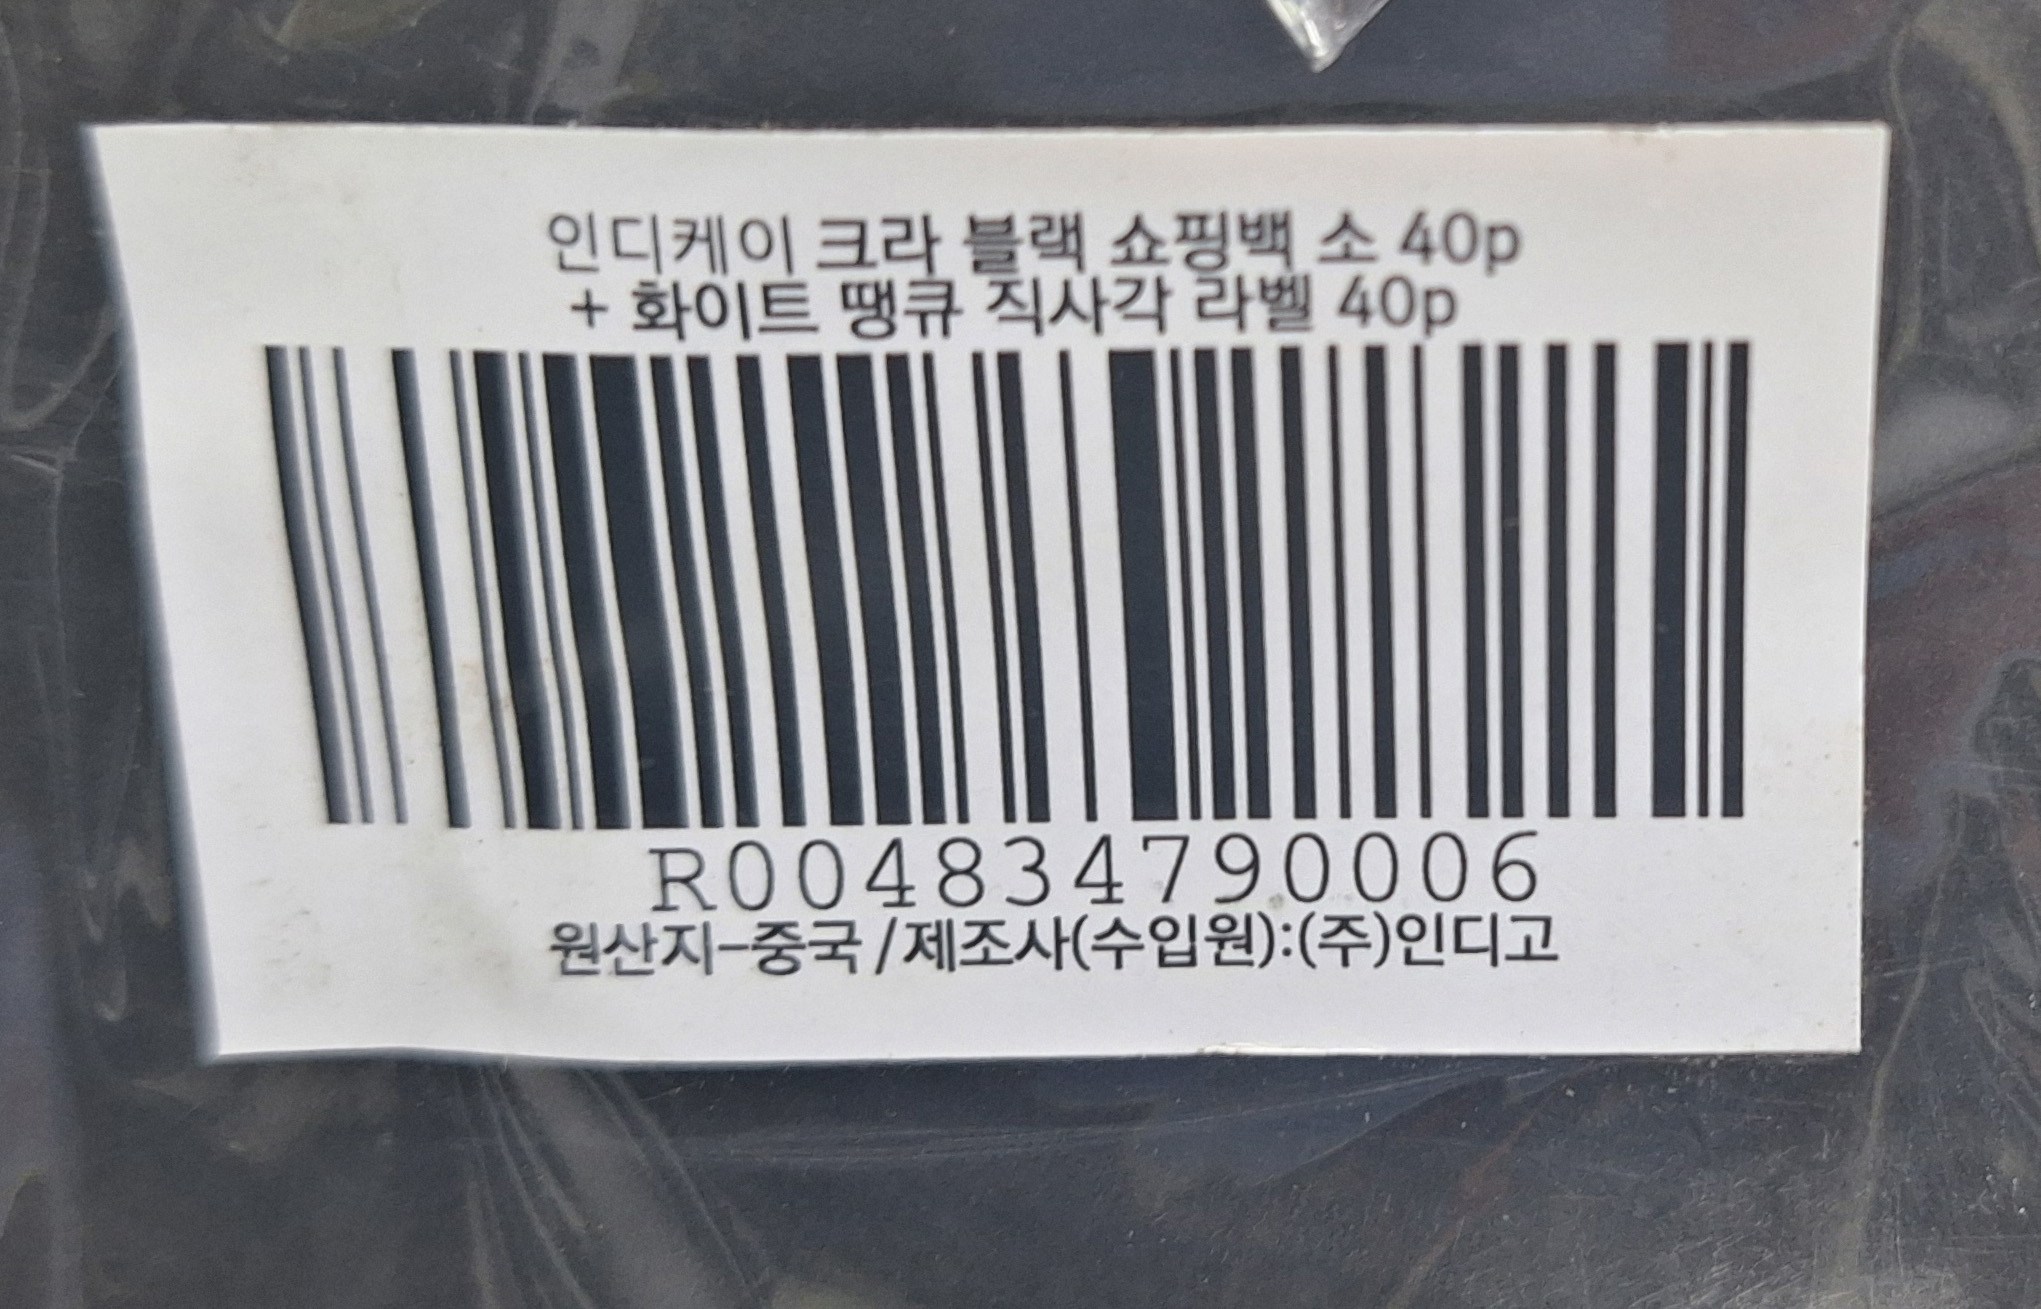 인디케이 크라 블랙 쇼핑백 소 40p
+ 화이트 땡큐 직사각 라벨 40p
R004834790006
원산지-중국/제조사(수입원):(주)인디고